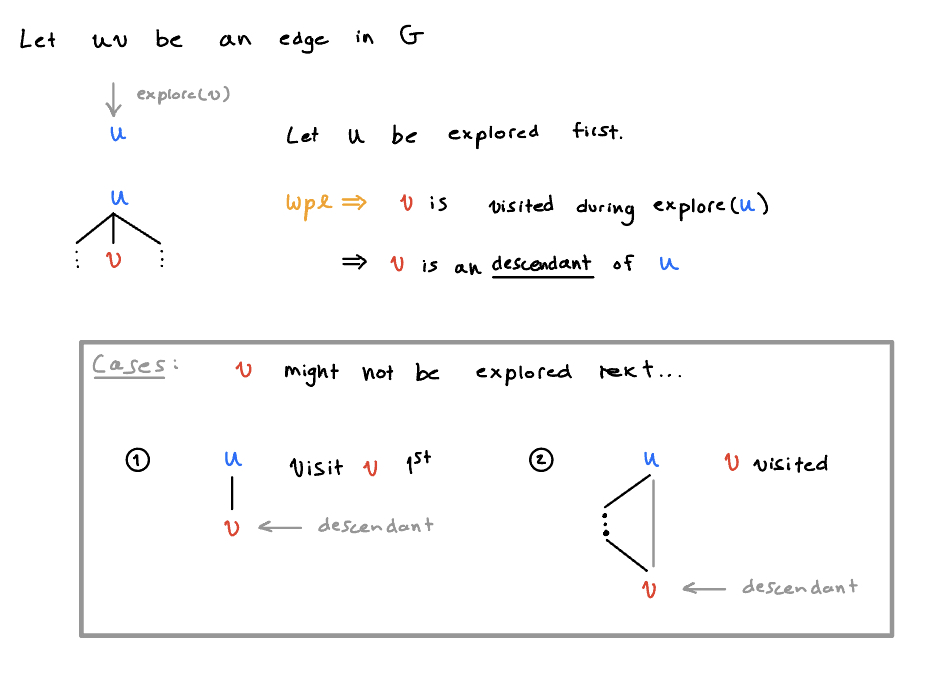 Let uv be an edge in G
explore(v)
u
Let u be explored first.
u
v
wpl ⇒ v is visited during explore(u)
⇒ v is an descendant of u
Cases: v might not be explored next...
① u Visit v 1st
v ← descendant
② u v visited
v ← descendant